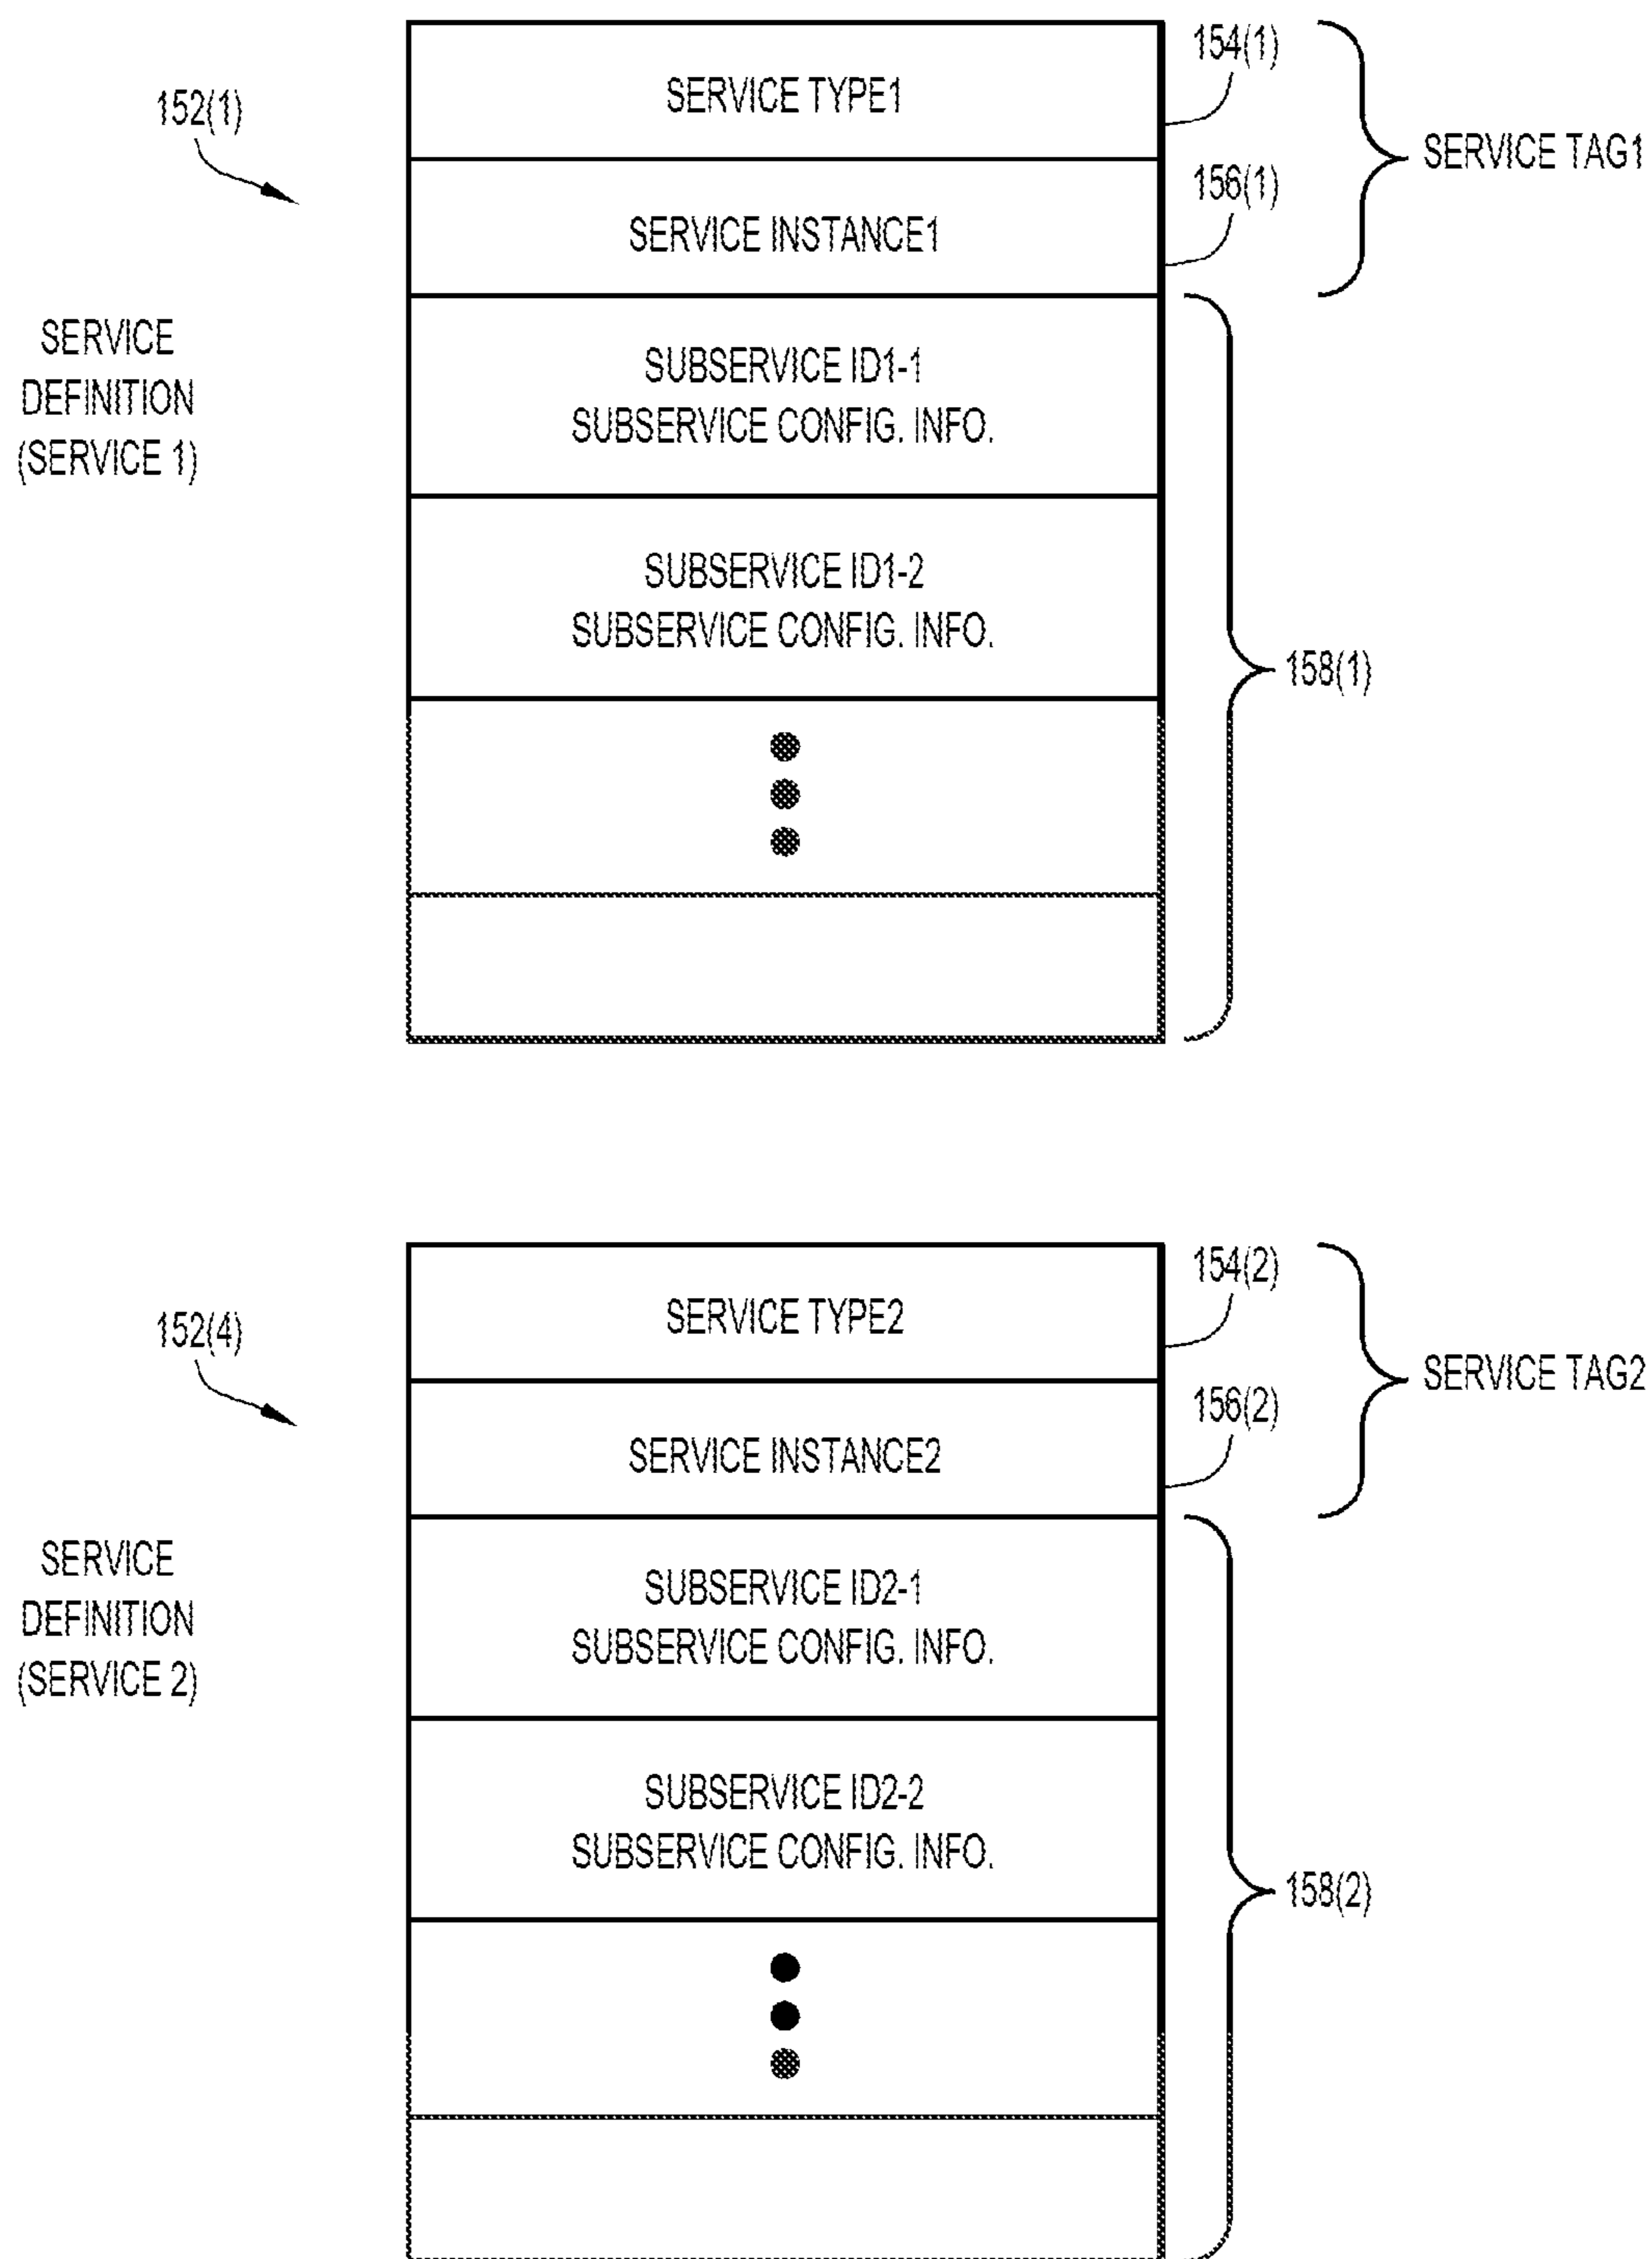 152(1)
SERVICE
DEFINITION
(SERVICE 1)
SERVICE TYPE1
SERVICE INSTANCE1
SUBSERVICE ID1-1
SUBSERVICE CONFIG. INFO.
SUBSERVICE ID1-2
SUBSERVICE CONFIG. INFO.
154(1)
156(1)
SERVICE TAG1
158(1)
152(4)
SERVICE
DEFINITION
(SERVICE 2)
SERVICE TYPE2
SERVICE INSTANCE2
SUBSERVICE ID2-1
SUBSERVICE CONFIG. INFO.
SUBSERVICE ID2-2
SUBSERVICE CONFIG. INFO.
154(2)
156(2)
SERVICE TAG2
158(2)